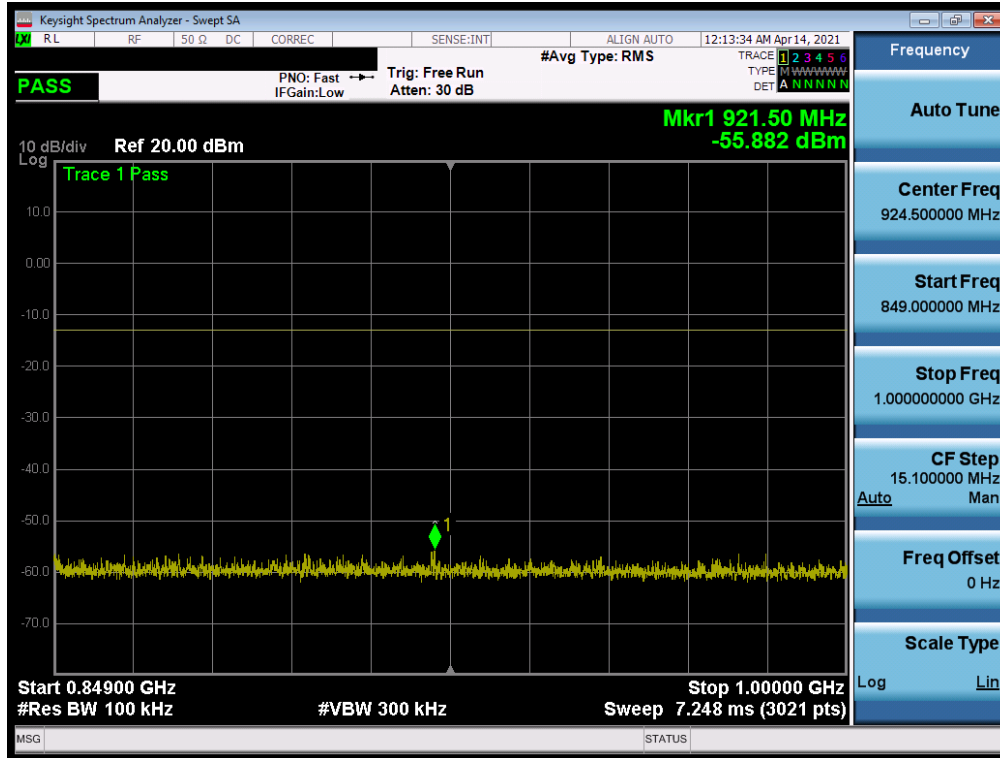 Keysight Spectrum Analyzer - Swept SA
LXI RL RF 50 Ω DC CORREC SENSE:INT ALIGN AUTO 12:13:34 AM Apr 14, 2021
PASS
PNO: Fast
IFGain:Low
Trig: Free Run
Atten: 30 dB
#Avg Type: RMS
TRACE 1 2 3 4 5 6
TYPE M WWWWW
DET A N N N N N
Mkr1 921.50 MHz
-55.882 dBm
10 dB/div Ref 20.00 dBm
Log
Trace 1 Pass
10.0
0.00
-10.0
-20.0
-30.0
-40.0
-50.0
1
-60.0
-70.0
Start 0.84900 GHz Stop 1.00000 GHz
#Res BW 100 kHz #VBW 300 kHz Sweep 7.248 ms (3021 pts)
MSG STATUS
Frequency
Auto Tune
Center Freq
924.500000 MHz
Start Freq
849.000000 MHz
Stop Freq
1.000000000 GHz
CF Step
15.100000 MHz
Auto Man
Freq Offset
0 Hz
Scale Type
Log Lin